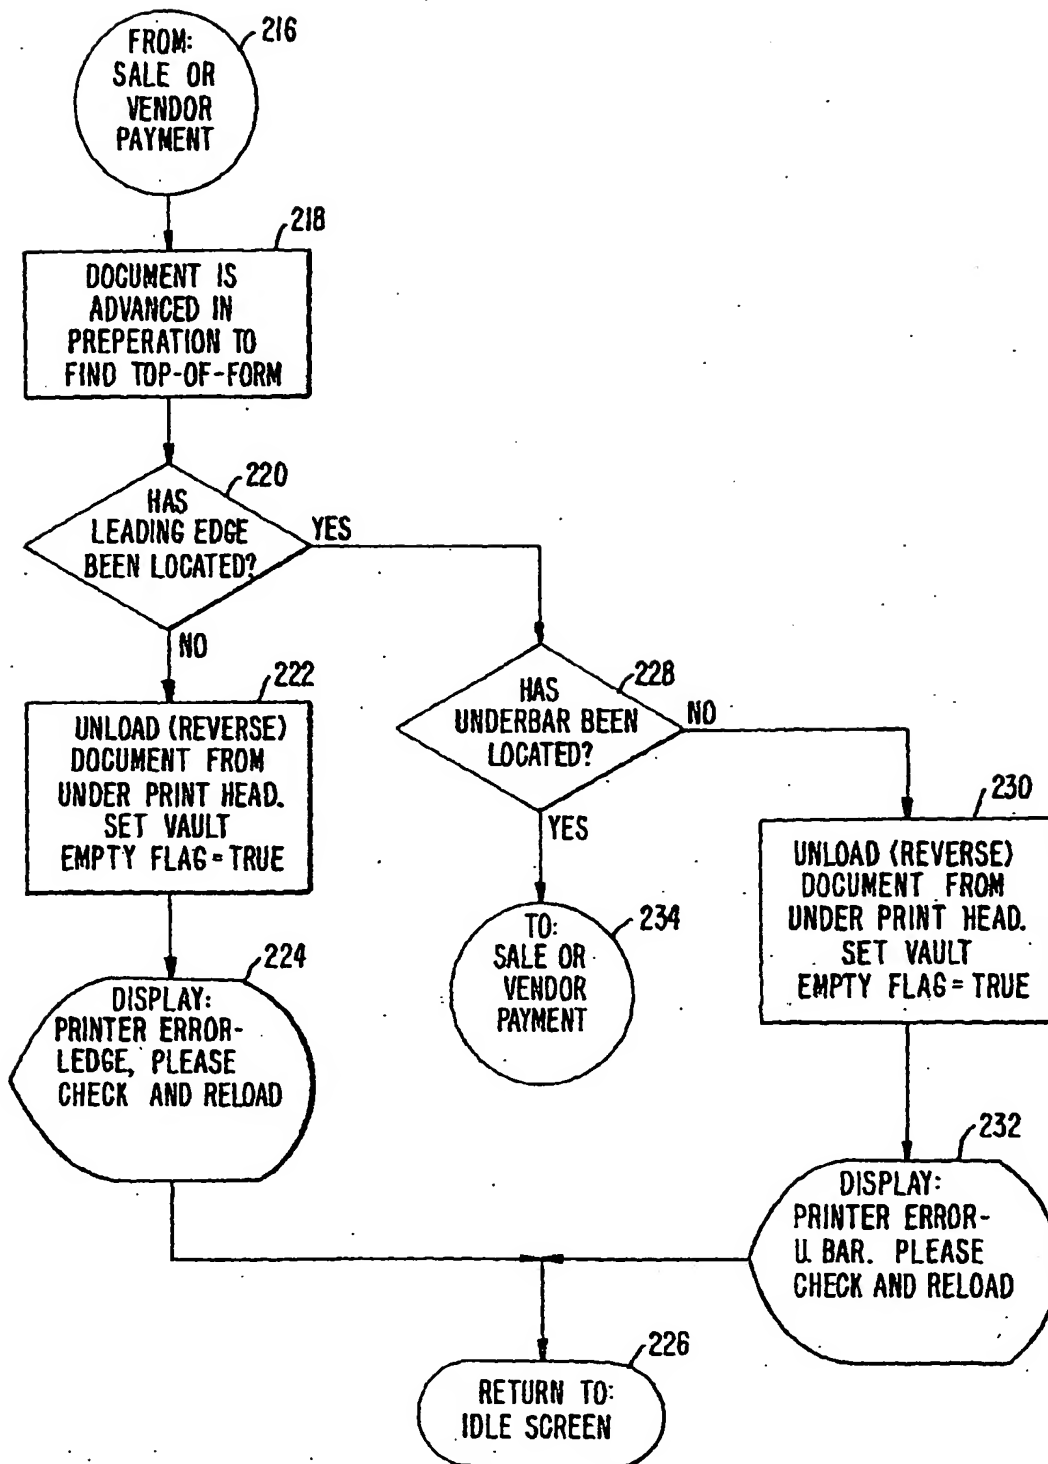 FROM:
SALE OR
VENDOR
PAYMENT
216
218
DOCUMENT IS
ADVANCED IN
PREPERATION TO
FIND TOP-OF-FORM
220
HAS
LEADING EDGE
BEEN LOCATED?
YES
NO
222
UNLOAD (REVERSE)
DOCUMENT FROM
UNDER PRINT HEAD.
SET VAULT
EMPTY FLAG = TRUE
224
DISPLAY:
PRINTER ERROR-
LEDGE, PLEASE
CHECK AND RELOAD
228
HAS
UNDERBAR BEEN
LOCATED?
NO
YES
234
TO:
SALE OR
VENDOR
PAYMENT
230
UNLOAD (REVERSE)
DOCUMENT FROM
UNDER PRINT HEAD.
SET VAULT
EMPTY FLAG = TRUE
232
DISPLAY:
PRINTER ERROR-
U. BAR. PLEASE
CHECK AND RELOAD
226
RETURN TO:
IDLE SCREEN